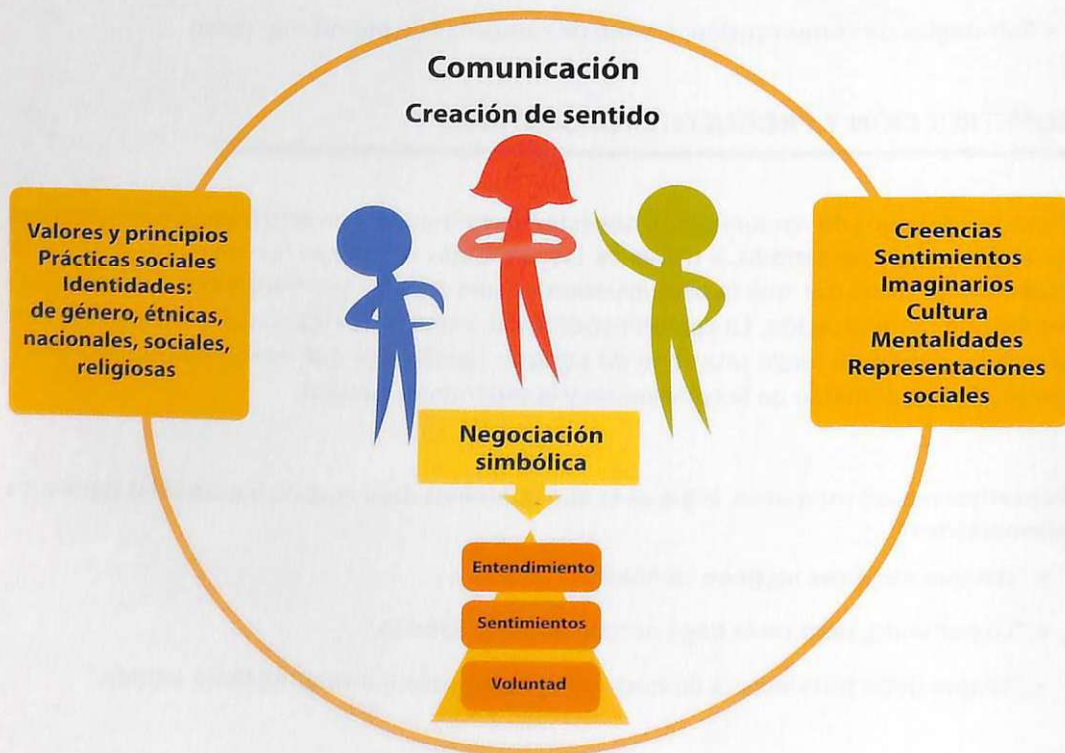 Comunicación
Creación de sentido
Valores y principios
Prácticas sociales
Identidades:
de género, étnicas,
nacionales, sociales,
religiosas
Creencias
Sentimientos
Imaginarios
Cultura
Mentalidades
Representaciones
sociales
Negociación
simbólica
Entendimiento
Sentimientos
Voluntad